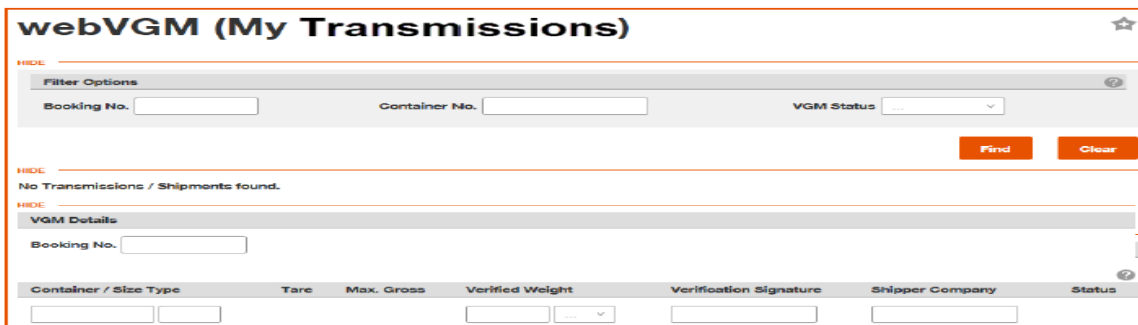 webVGM (My Transmissions)
HIDE
Filter Options
Booking No. Container No. VGM Status ...
Find Clear
HIDE
No Transmissions / Shipments found.
HIDE
VGM Details
Booking No.
Container / Size Type Tare Max. Gross Verified Weight Verification Signature Shipper Company Status
...